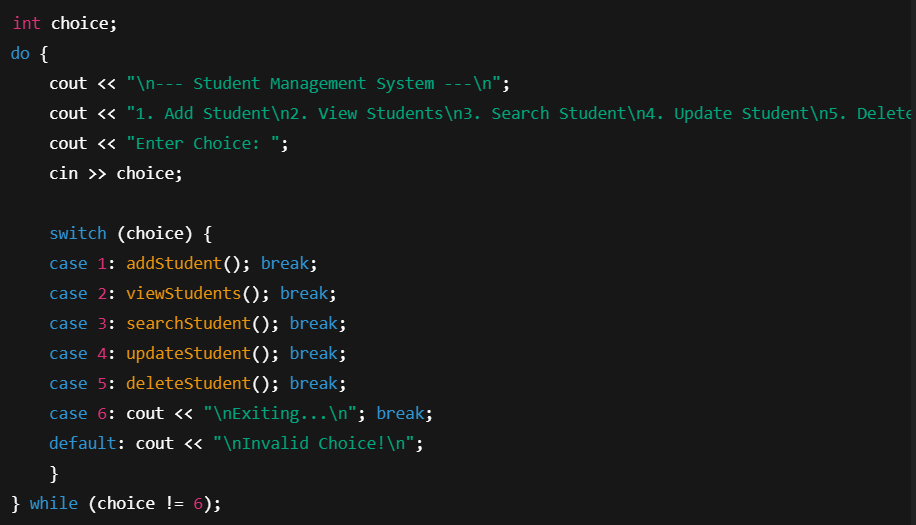 int choice;
do {
    cout << "\n--- Student Management System ---\n";
    cout << "1. Add Student\n2. View Students\n3. Search Student\n4. Update Student\n5. Delete
    cout << "Enter Choice: ";
    cin >> choice;

    switch (choice) {
    case 1: addStudent(); break;
    case 2: viewStudents(); break;
    case 3: searchStudent(); break;
    case 4: updateStudent(); break;
    case 5: deleteStudent(); break;
    case 6: cout << "\nExiting...\n"; break;
    default: cout << "\nInvalid Choice!\n";
    }
} while (choice != 6);